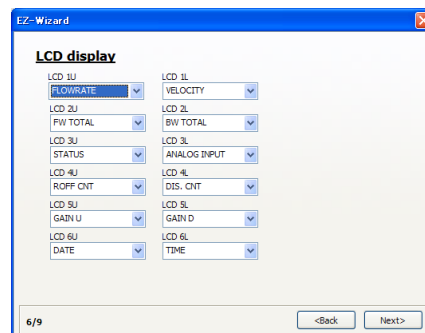 EZ-Wizard
LCD display
LCD 1U LCD 1L
FLOWRATE VELOCITY
LCD 2U LCD 2L
FW TOTAL BW TOTAL
LCD 3U LCD 3L
STATUS ANALOG INPUT
LCD 4U LCD 4L
ROFF CNT DIS. CNT
LCD 5U LCD 5L
GAIN U GAIN D
LCD 6U LCD 6L
DATE TIME
6/9 <Back Next>